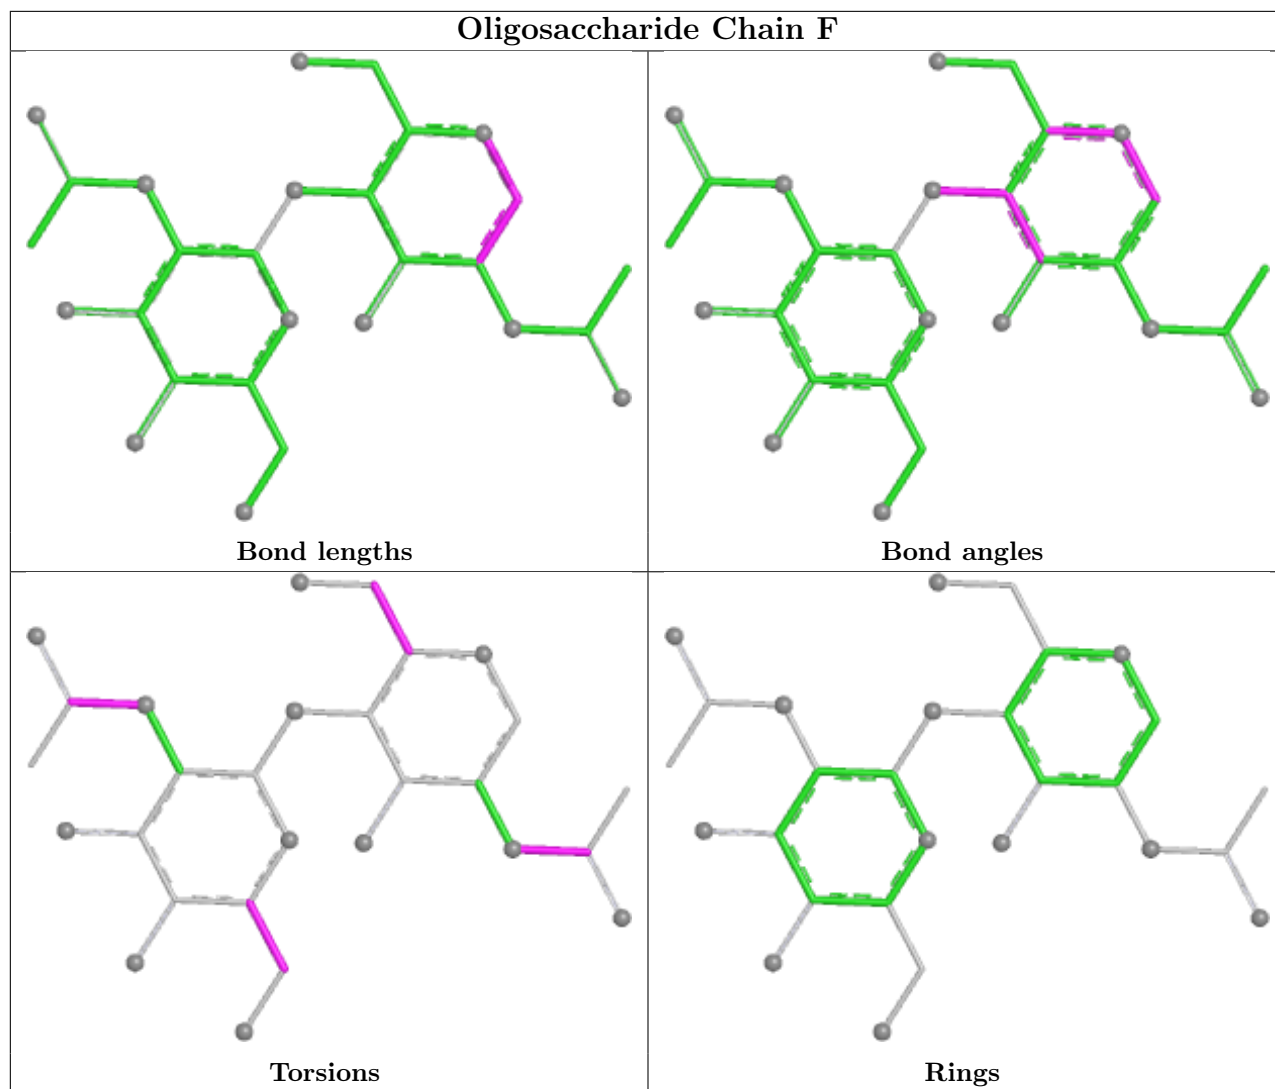 Oligosaccharide Chain F
Bond lengths
Bond angles
Torsions
Rings